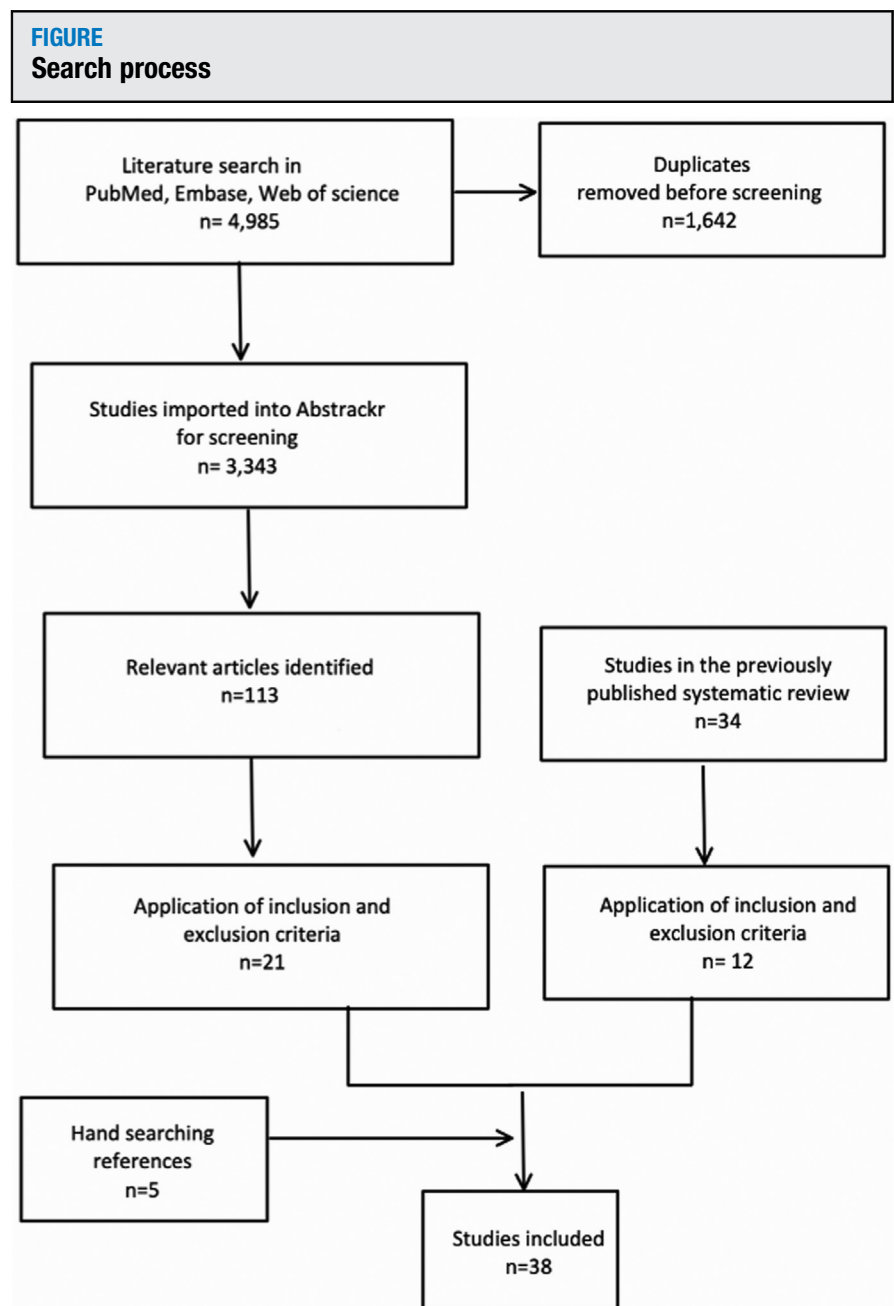 FIGURE
Search process
Literature search in
PubMed, Embase, Web of science
n= 4,985
Duplicates
removed before screening
n=1,642
Studies imported into Abstrackr
for screening
n= 3,343
Relevant articles identified
n=113
Studies in the previously
published systematic review
n=34
Application of inclusion and
exclusion criteria
n=21
Application of inclusion and
exclusion criteria
n= 12
Hand searching
references
n=5
Studies included
n=38